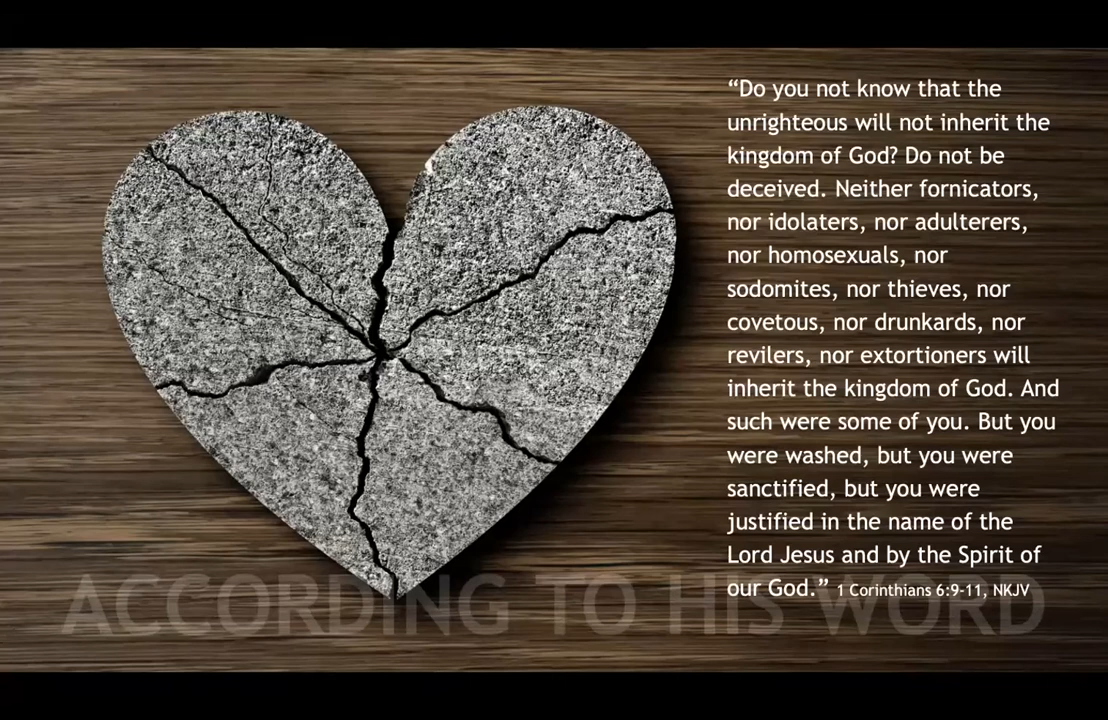 “Do you not know that the
unrighteous will not inherit the
kingdom of God? Do not be
deceived. Neither fornicators,
nor idolaters, nor adulterers,
nor homosexuals, nor
sodomites, nor thieves, nor
covetous, nor drunkards, nor
revilers, nor extortioners will
inherit the kingdom of God. And
such were some of you. But you
were washed, but you were
sanctified, but you were
justified in the name of the
Lord Jesus and by the Spirit of
our God.” 1 Corinthians 6:9-11, NKJV
ACCORDING TO HIS WORD